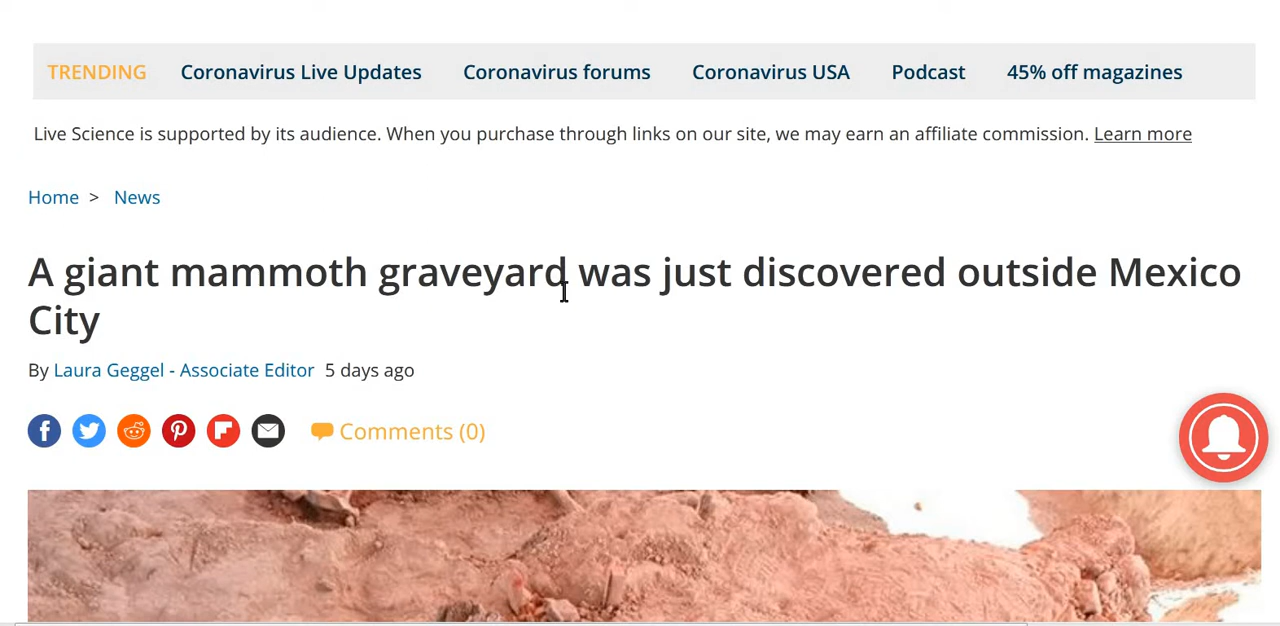 TRENDING Coronavirus Live Updates Coronavirus forums Coronavirus USA Podcast 45% off magazines
Live Science is supported by its audience. When you purchase through links on our site, we may earn an affiliate commission. Learn more
Home > News
A giant mammoth graveyard was just discovered outside Mexico
City
By Laura Geggel - Associate Editor 5 days ago
Comments (0)